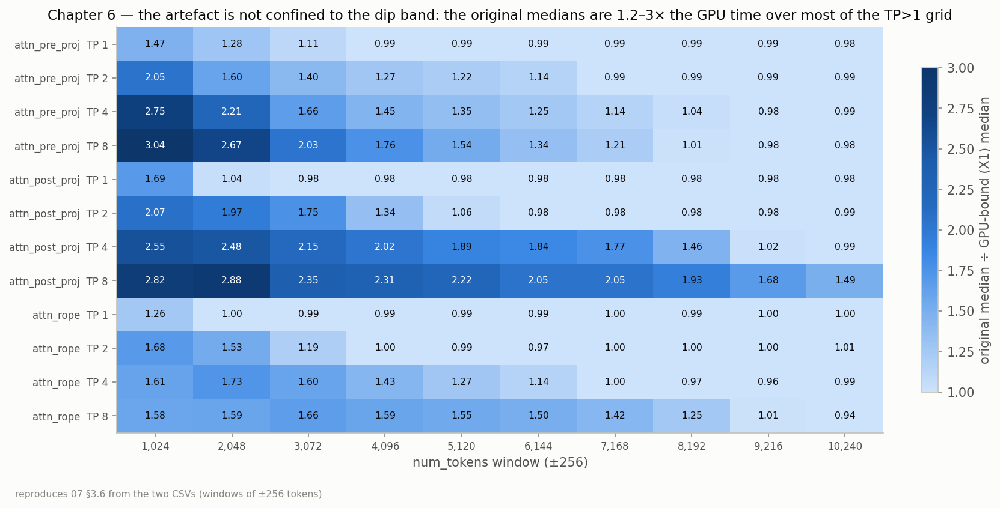 Chapter 6 — the artefact is not confined to the dip band: the original medians are 1.2–3× the GPU time over most of the TP>1 grid
attn_pre_proj TP 1 1.47 1.28 1.11 0.99 0.99 0.99 0.99 0.99 0.99 0.98
attn_pre_proj TP 2 2.05 1.60 1.40 1.27 1.22 1.14 0.99 0.99 0.99 0.99
attn_pre_proj TP 4 2.75 2.21 1.66 1.45 1.35 1.25 1.14 1.04 0.98 0.99
attn_pre_proj TP 8 3.04 2.67 2.03 1.76 1.54 1.34 1.21 1.01 0.98 0.98
attn_post_proj TP 1 1.69 1.04 0.98 0.98 0.98 0.98 0.98 0.98 0.98 0.98
attn_post_proj TP 2 2.07 1.97 1.75 1.34 1.06 0.98 0.98 0.98 0.98 0.99
attn_post_proj TP 4 2.55 2.48 2.15 2.02 1.89 1.84 1.77 1.46 1.02 0.99
attn_post_proj TP 8 2.82 2.88 2.35 2.31 2.22 2.05 2.05 1.93 1.68 1.49
attn_rope TP 1 1.26 1.00 0.99 0.99 0.99 0.99 1.00 0.99 1.00 1.00
attn_rope TP 2 1.68 1.53 1.19 1.00 0.99 0.97 1.00 1.00 1.00 1.01
attn_rope TP 4 1.61 1.73 1.60 1.43 1.27 1.14 1.00 0.97 0.96 0.99
attn_rope TP 8 1.58 1.59 1.66 1.59 1.55 1.50 1.42 1.25 1.01 0.94
1,024 2,048 3,072 4,096 5,120 6,144 7,168 8,192 9,216 10,240
num_tokens window (±256)
3.00
2.75
2.50
2.25
2.00
1.75
1.50
1.25
1.00
original median ÷ GPU-bound (X1) median
reproduces 07 §3.6 from the two CSVs (windows of ±256 tokens)